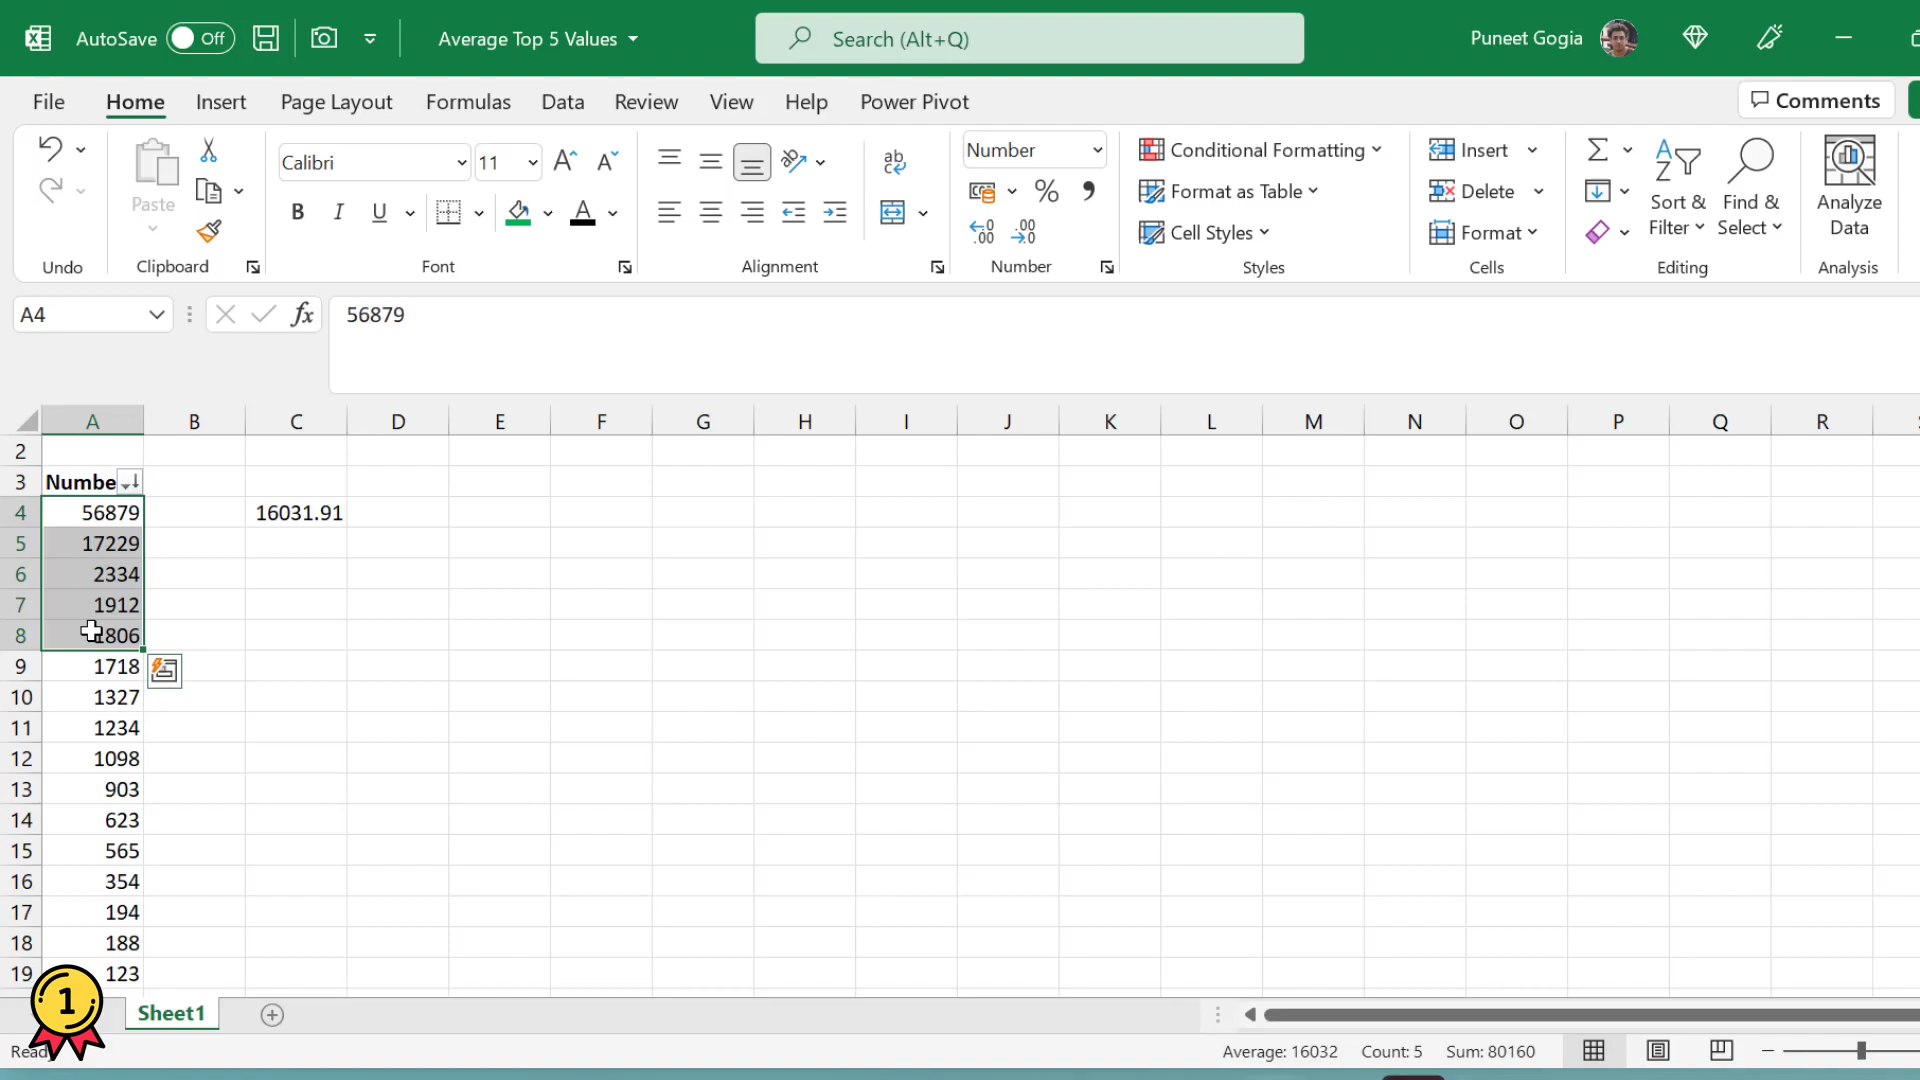 AutoSave Off Average Top 5 Values Search (Alt+Q) Puneet Gogia
File Home Insert Page Layout Formulas Data Review View Help Power Pivot Comments
Paste
Calibri 11
B I U A
ab
Number
% 9
Conditional Formatting
Format as Table
Cell Styles
Insert
Delete
Format
Sort &
Filter
Find &
Select
Analyze
Data
Undo Clipboard Font Alignment Number Styles Cells Editing Analysis
A4 fx 56879
A B C D E F G H I J K L M N O P Q R
2
3 Numbe
4 56879 16031.91
5 17229
6 2334
7 1912
8 806
9 1718
10 1327
11 1234
12 1098
13 903
14 623
15 565
16 354
17 194
18 188
19 123
1
Sheet1
Ready Average: 16032 Count: 5 Sum: 80160